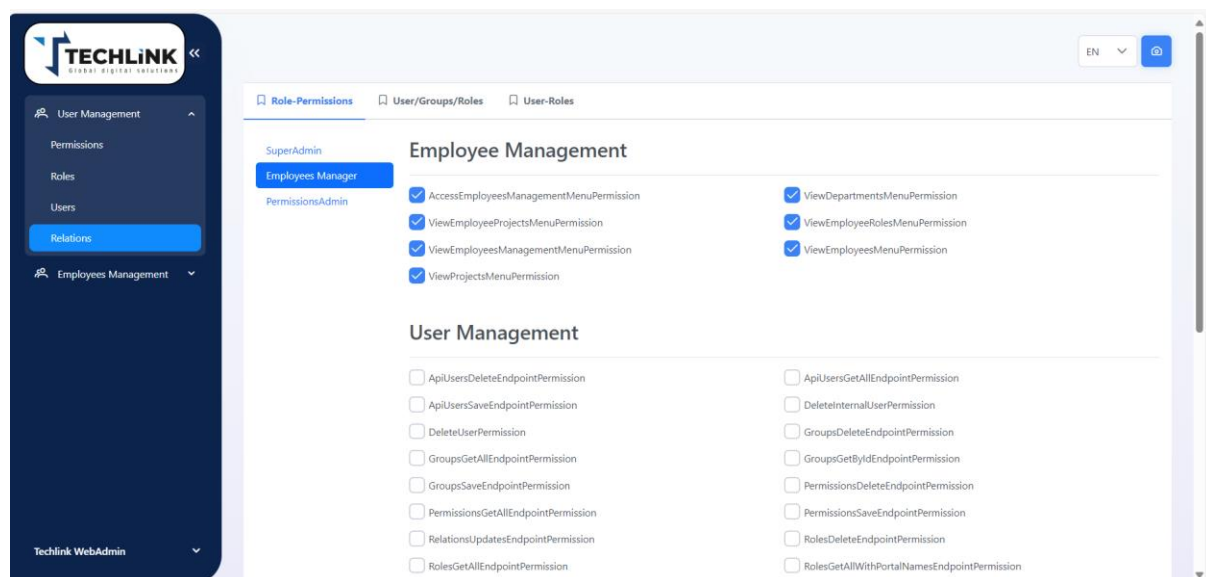 TECHLiNK
Global digital solutions
EN
User Management
Permissions
Roles
Users
Relations
Employees Management
Techlink WebAdmin
Role-Permissions User/Groups/Roles User-Roles
SuperAdmin
Employees Manager
PermissionsAdmin
Employee Management
AccessEmployeesManagementMenuPermission ViewDepartmentsMenuPermission
ViewEmployeeProjectsMenuPermission ViewEmployeeRolesMenuPermission
ViewEmployeesManagementMenuPermission ViewEmployeesMenuPermission
ViewProjectsMenuPermission
User Management
ApiUsersDeleteEndpointPermission ApiUsersGetAllEndpointPermission
ApiUsersSaveEndpointPermission DeleteInternalUserPermission
DeleteUserPermission GroupsDeleteEndpointPermission
GroupsGetAllEndpointPermission GroupsGetByIdEndpointPermission
GroupsSaveEndpointPermission PermissionsDeleteEndpointPermission
PermissionsGetAllEndpointPermission PermissionsSaveEndpointPermission
RelationsUpdatesEndpointPermission RolesDeleteEndpointPermission
RolesGetAllEndpointPermission RolesGetAllWithPortalNamesEndpointPermission